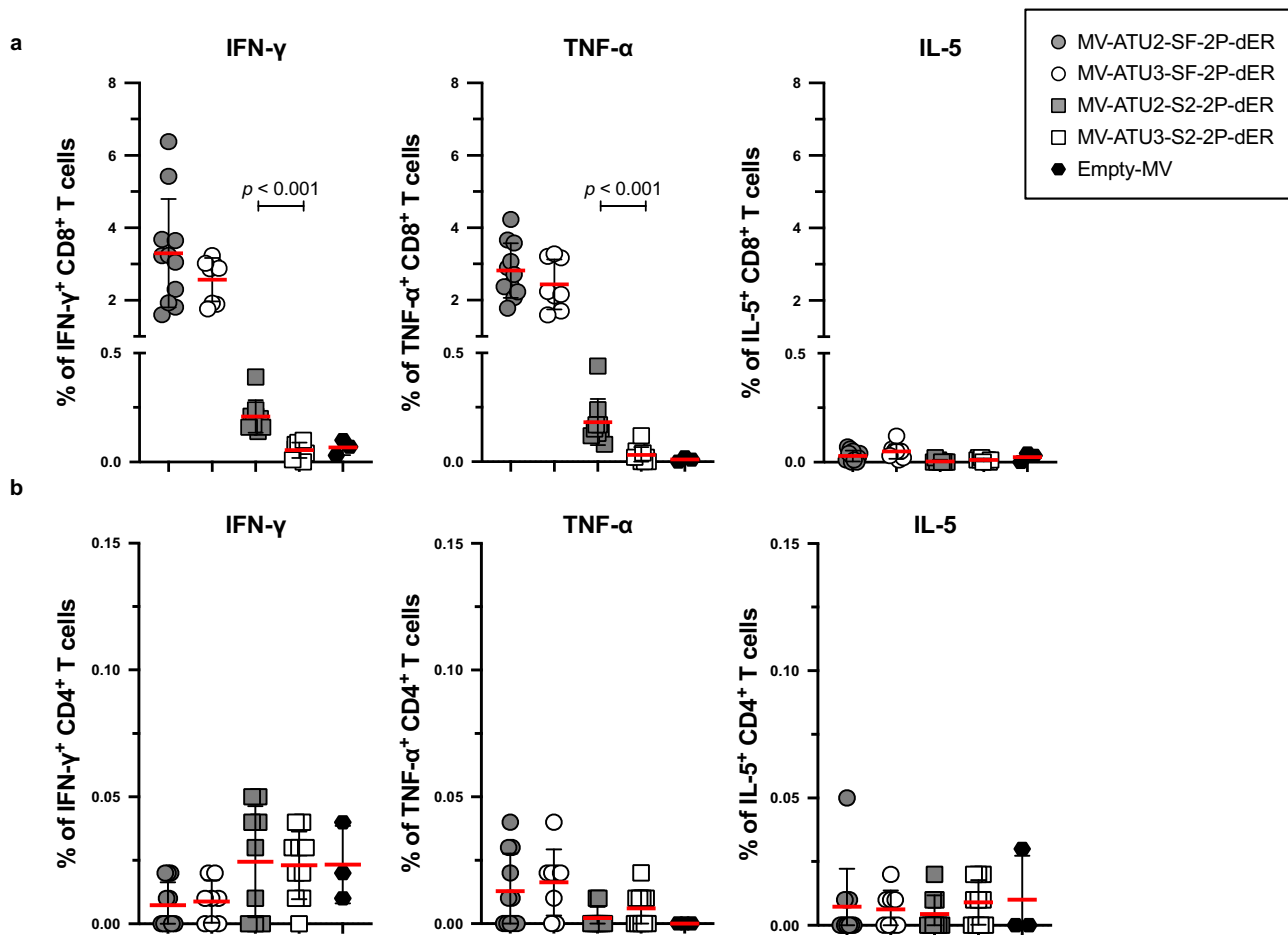 a
IFN-γ
TNF-α
IL-5
MV-ATU2-SF-2P-dER
MV-ATU3-SF-2P-dER
MV-ATU2-S2-2P-dER
MV-ATU3-S2-2P-dER
Empty-MV
% of IFN-γ⁺ CD8⁺ T cells
8
6
4
2
0.5
0.0
p < 0.001
% of TNF-α⁺ CD8⁺ T cells
8
6
4
2
0.5
0.0
p < 0.001
% of IL-5⁺ CD8⁺ T cells
8
6
4
2
0.5
0.0
b
IFN-γ
TNF-α
IL-5
% of IFN-γ⁺ CD4⁺ T cells
0.15
0.10
0.05
0.00
% of TNF-α⁺ CD4⁺ T cells
0.15
0.10
0.05
0.00
% of IL-5⁺ CD4⁺ T cells
0.15
0.10
0.05
0.00